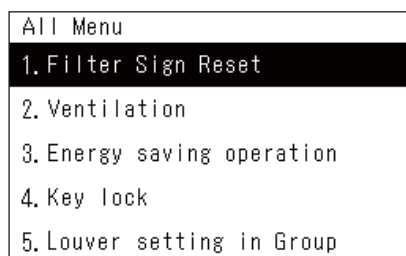 All Menu
1. Filter Sign Reset
2. Ventilation
3. Energy saving operation
4. Key lock
5. Louver setting in Group